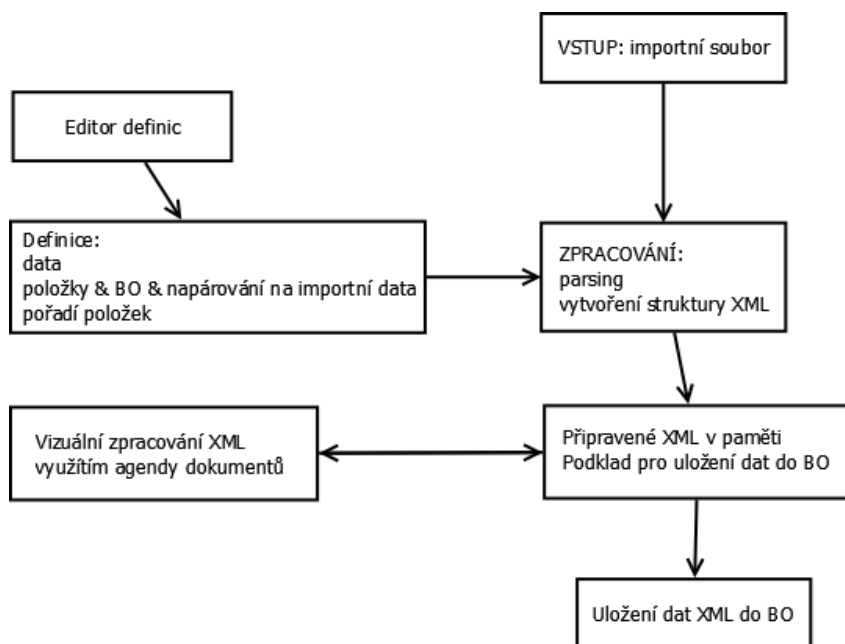 VSTUP: importní soubor
Editor definic
Definice:
data
položky & BO & napárování na importní data
pořadí položek
ZPRACOVÁNÍ:
parsing
vytvoření struktury XML
Vizuální zpracování XML
využítím agendy dokumentů
Připravené XML v paměti
Podklad pro uložení dat do BO
Uložení dat XML do BO